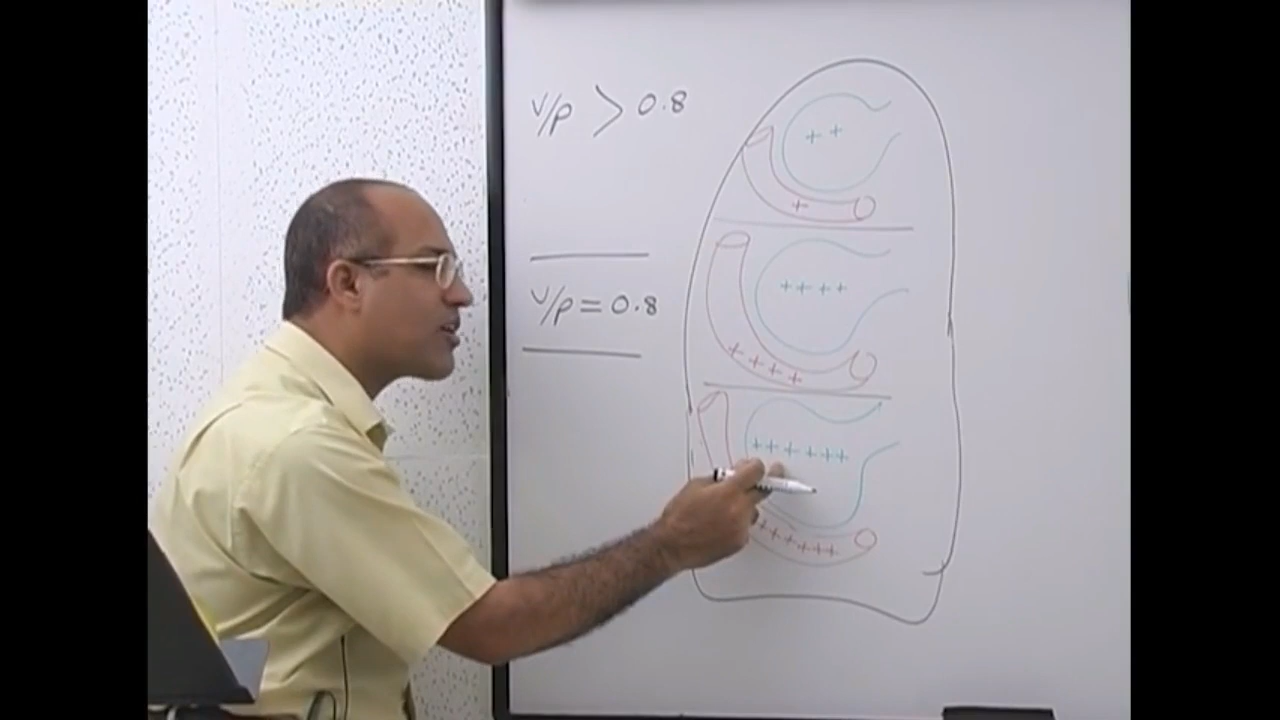 v/p > 0.8
v/p = 0.8
+ +
+
+ + + +
+ + + +
+ + + + + +
+ + + + + +